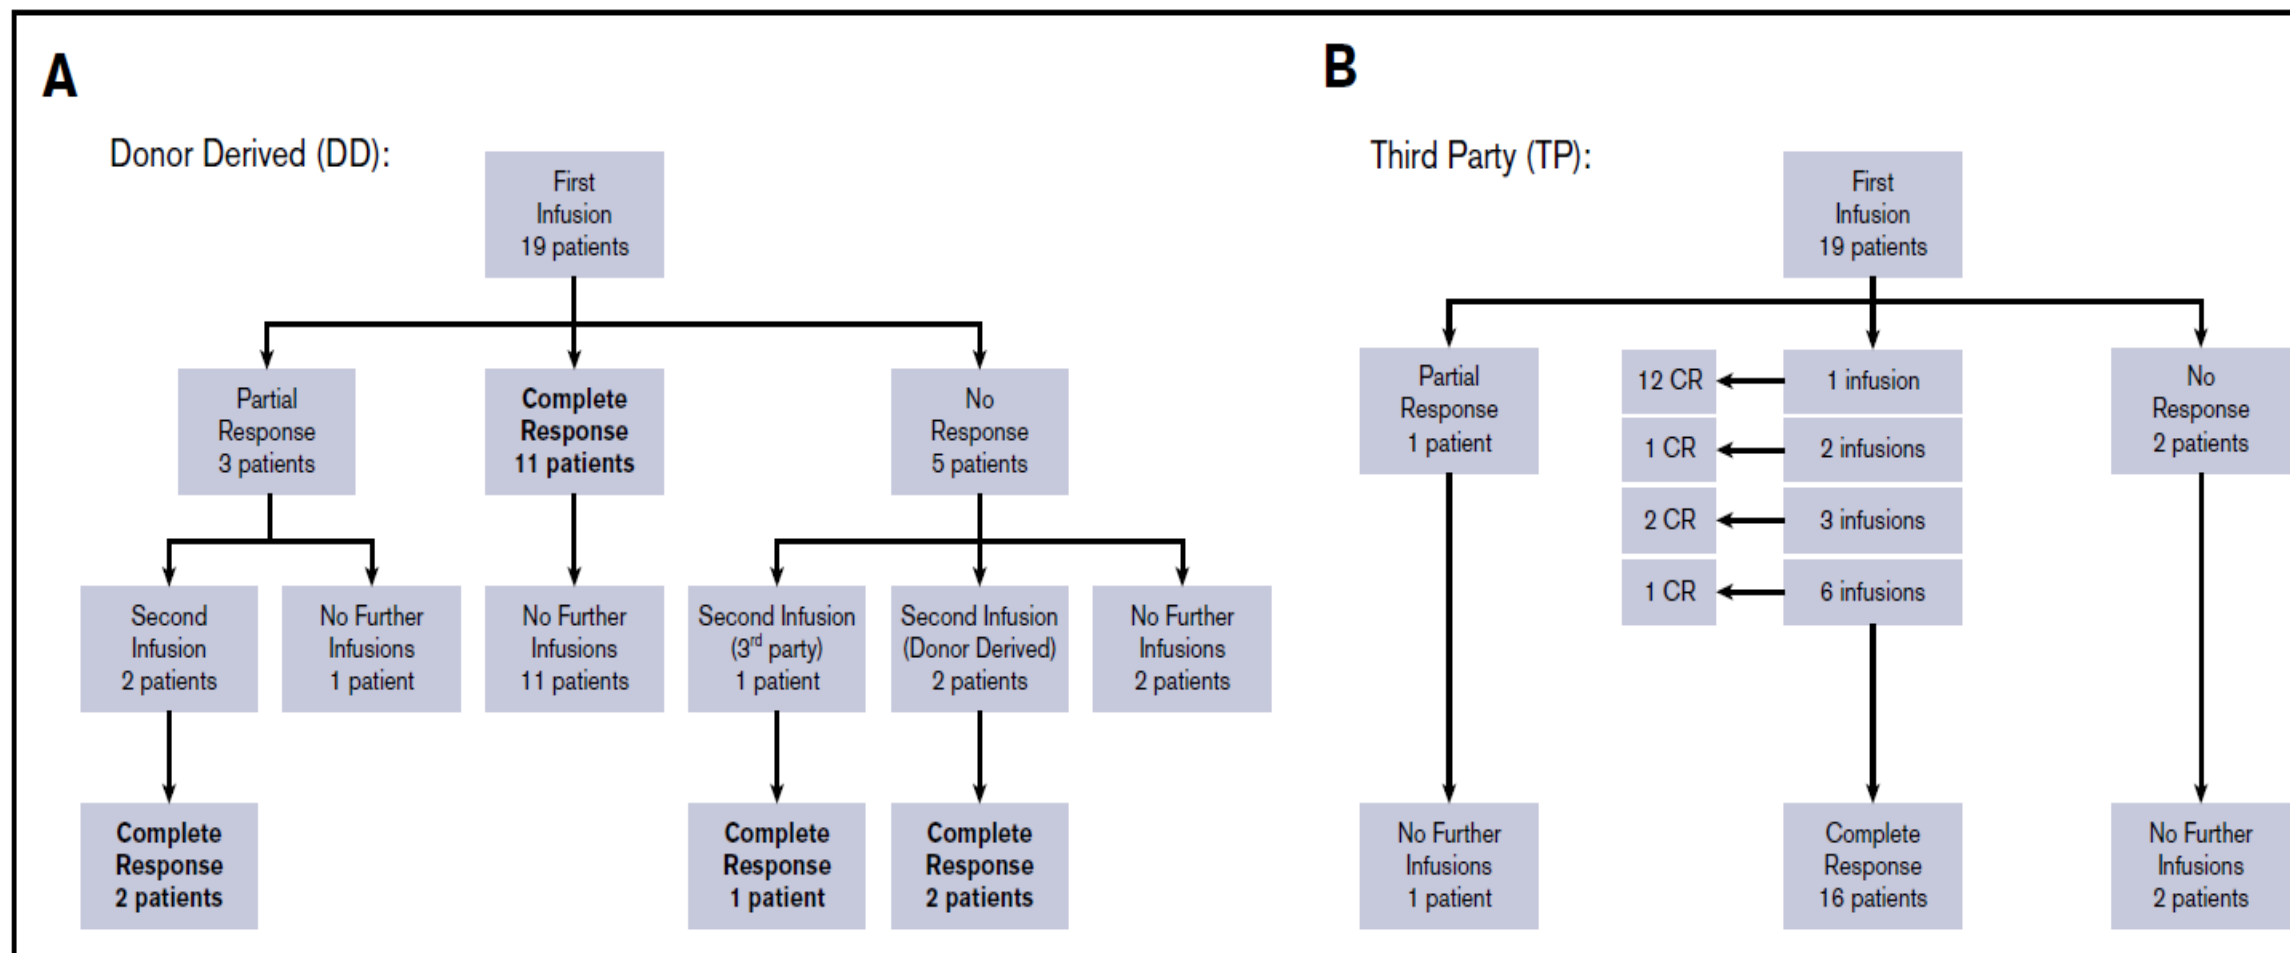 A
Donor Derived (DD):
First
Infusion
19 patients
Partial
Response
3 patients
Complete
Response
11 patients
No
Response
5 patients
Second
Infusion
2 patients
No Further
Infusions
1 patient
No Further
Infusions
11 patients
Second Infusion
(3rd party)
1 patient
Second Infusion
(Donor Derived)
2 patients
No Further
Infusions
2 patients
Complete
Response
2 patients
Complete
Response
1 patient
Complete
Response
2 patients
B
Third Party (TP):
First
Infusion
19 patients
Partial
Response
1 patient
12 CR
1 infusion
1 CR
2 infusions
2 CR
3 infusions
1 CR
6 infusions
No
Response
2 patients
No Further
Infusions
1 patient
Complete
Response
16 patients
No Further
Infusions
2 patients